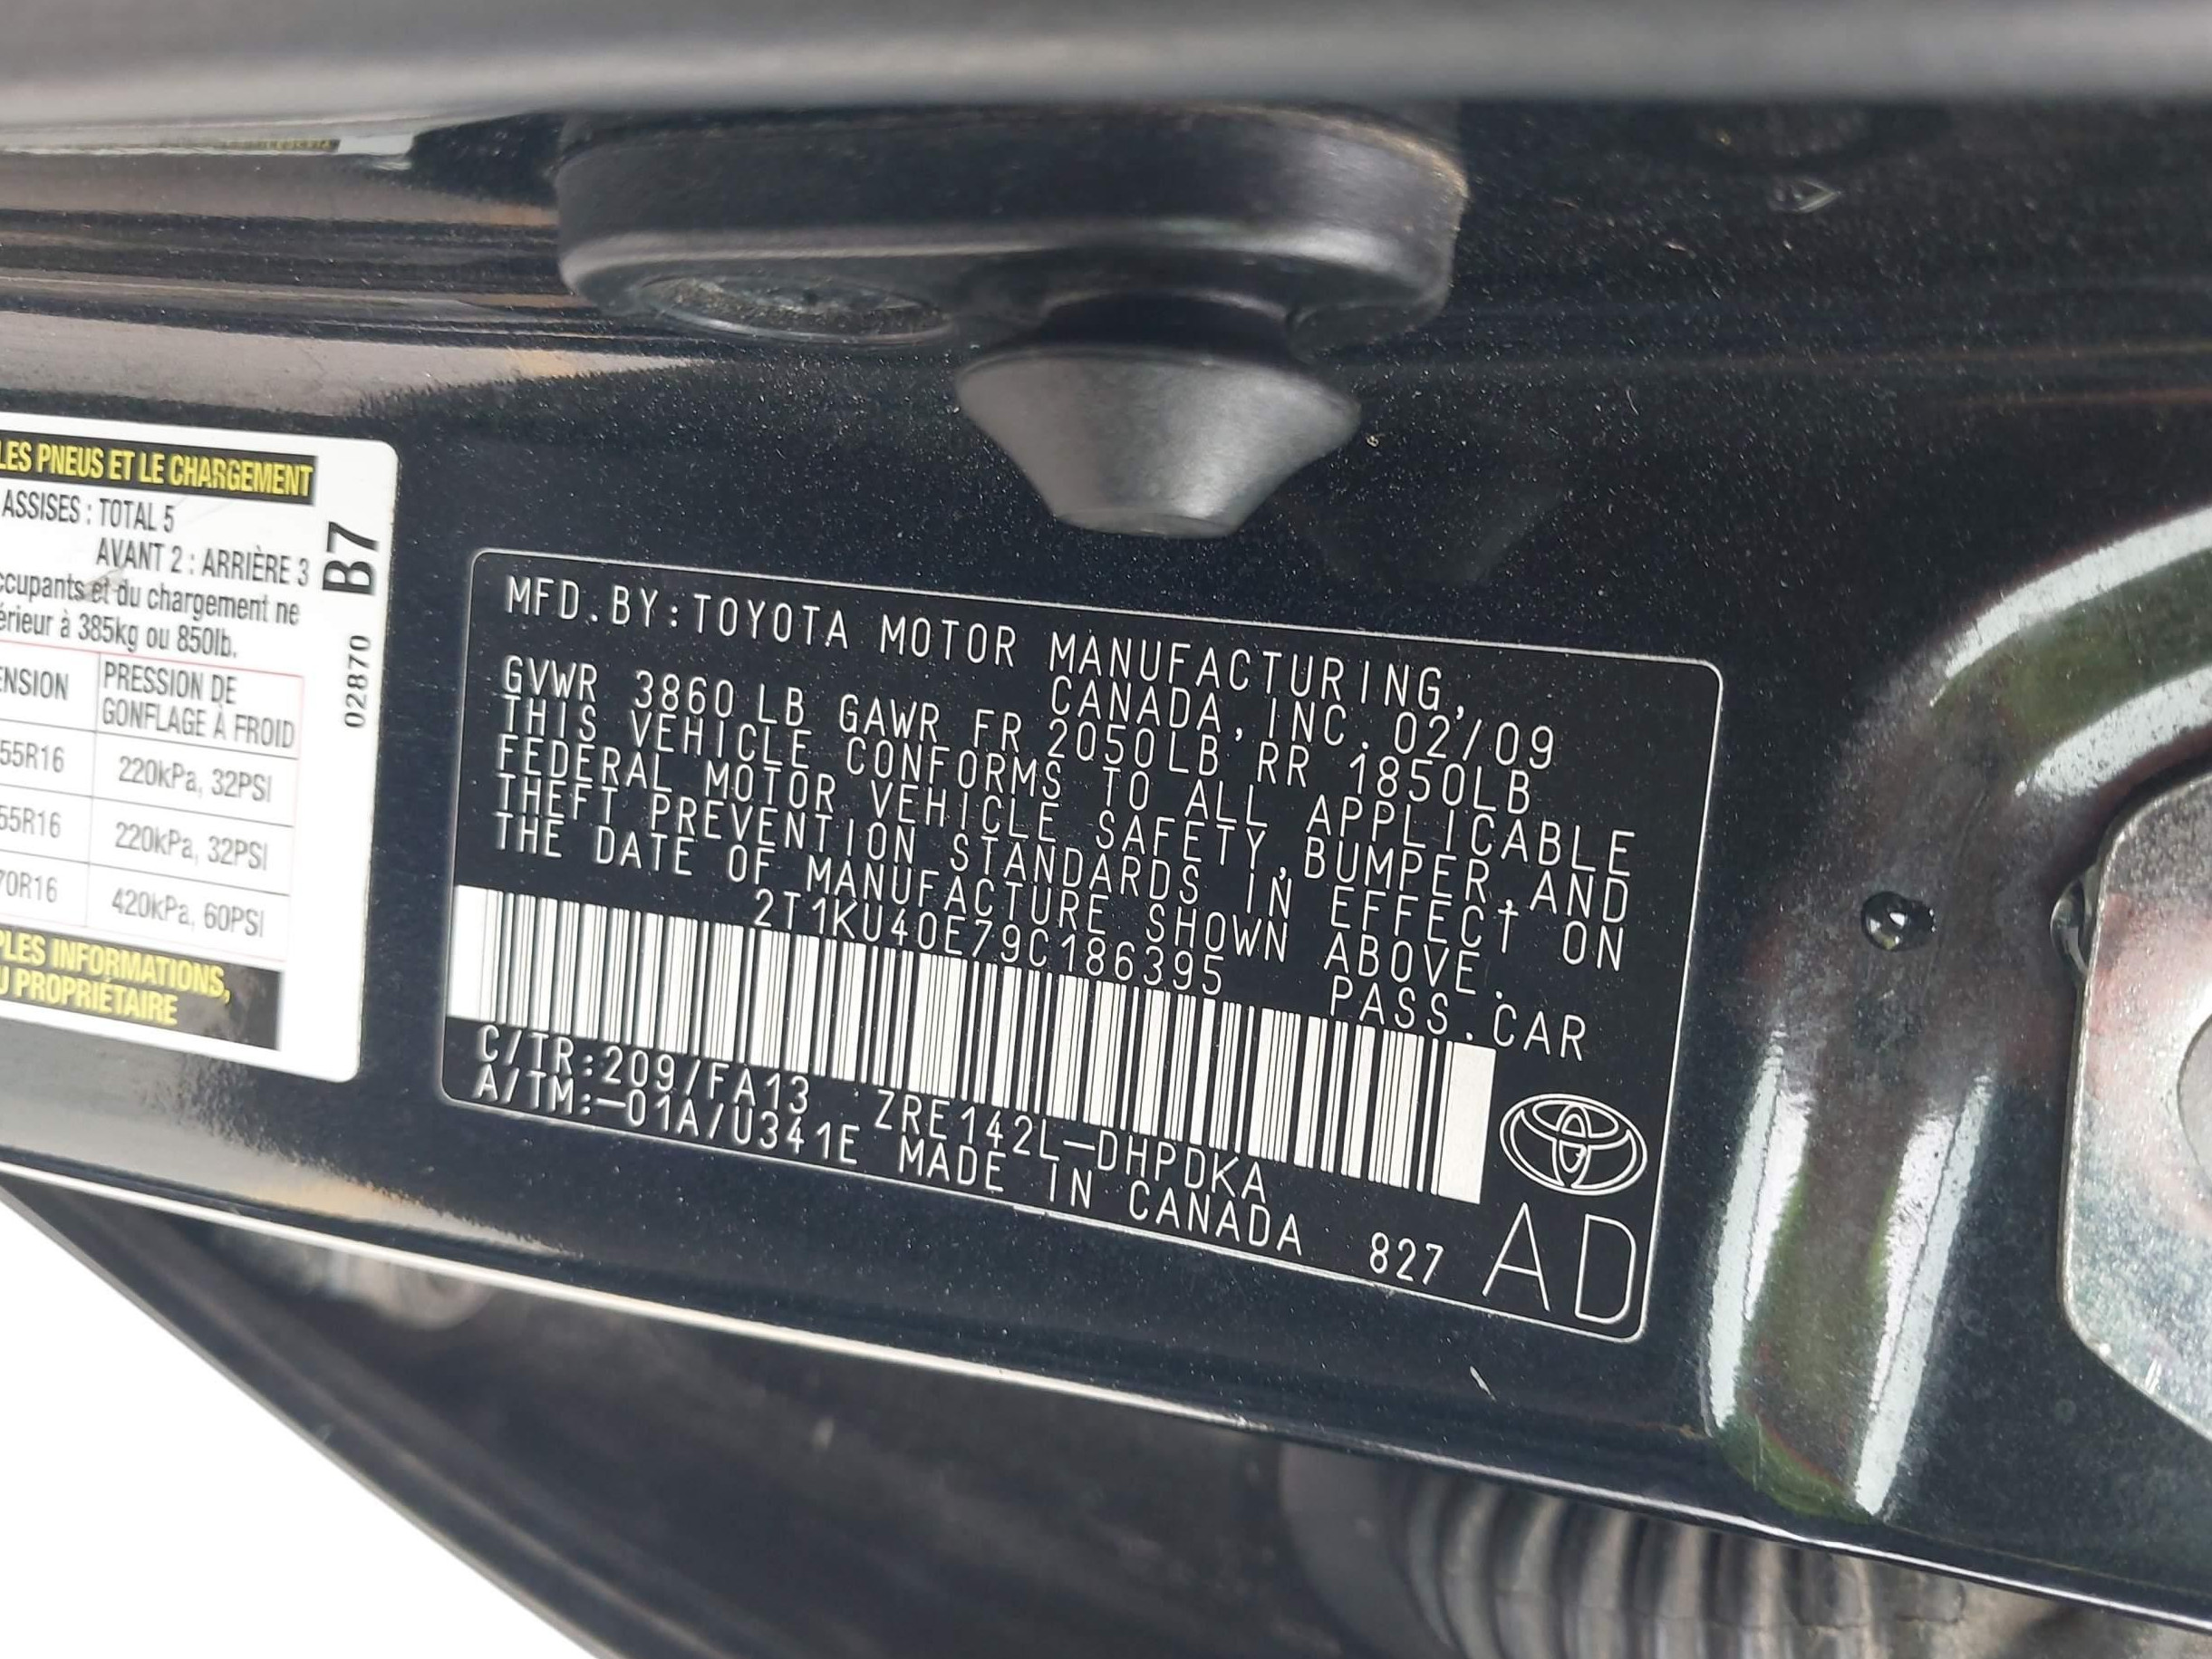 LES PNEUS ET LE CHARGEMENT
ASSISES : TOTAL 5
AVANT 2 : ARRIÈRE 3
et du chargement ne
à 385kg ou 850lb.
PRESSION DE
GONFLAGE À FROID
55R16 220kPa, 32PSI
55R16 220kPa, 32PSI
70R16 420kPa, 60PSI
INFORMATIONS,
PROPRIÉTAIRE
B7
02870
MFD.BY:TOYOTA MOTOR MANUFACTURING,
CANADA,INC. 02/09
GVWR 3860 LB GAWR FR 2050LB RR 1850LB
THIS VEHICLE CONFORMS TO ALL APPLICABLE
FEDERAL MOTOR VEHICLE SAFETY,BUMPER,AND
THEFT PREVENTION STANDARDS IN EFFECT ON
THE DATE OF MANUFACTURE SHOWN ABOVE.
2T1KU40E79C186395 PASS.CAR
C/TR:209/FA13 ZRE142L-DHPDKA
A/TM:-01A/U341E MADE IN CANADA 827
AD